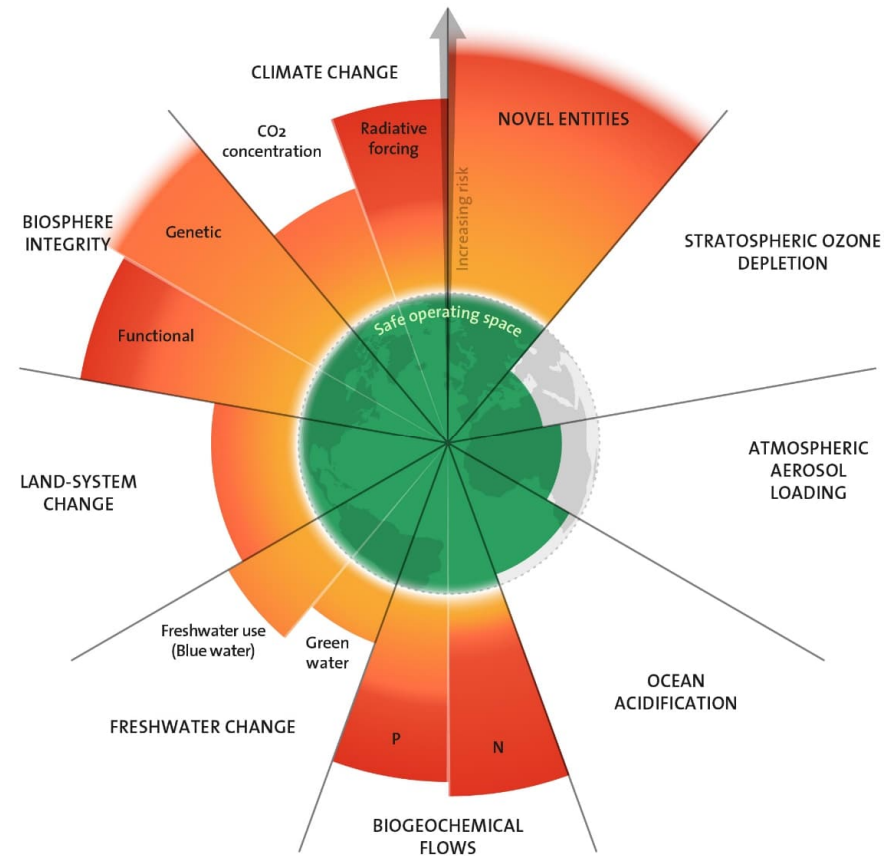 CLIMATE CHANGE
CO2
concentration
Radiative
forcing
NOVEL ENTITIES
Increasing risk
BIOSPHERE
INTEGRITY
Genetic
Functional
STRATOSPHERIC OZONE
DEPLETION
Safe operating space
LAND-SYSTEM
CHANGE
ATMOSPHERIC
AEROSOL
LOADING
Freshwater use
(Blue water)
Green
water
FRESHWATER CHANGE
P
N
OCEAN
ACIDIFICATION
BIOGEOCHEMICAL
FLOWS